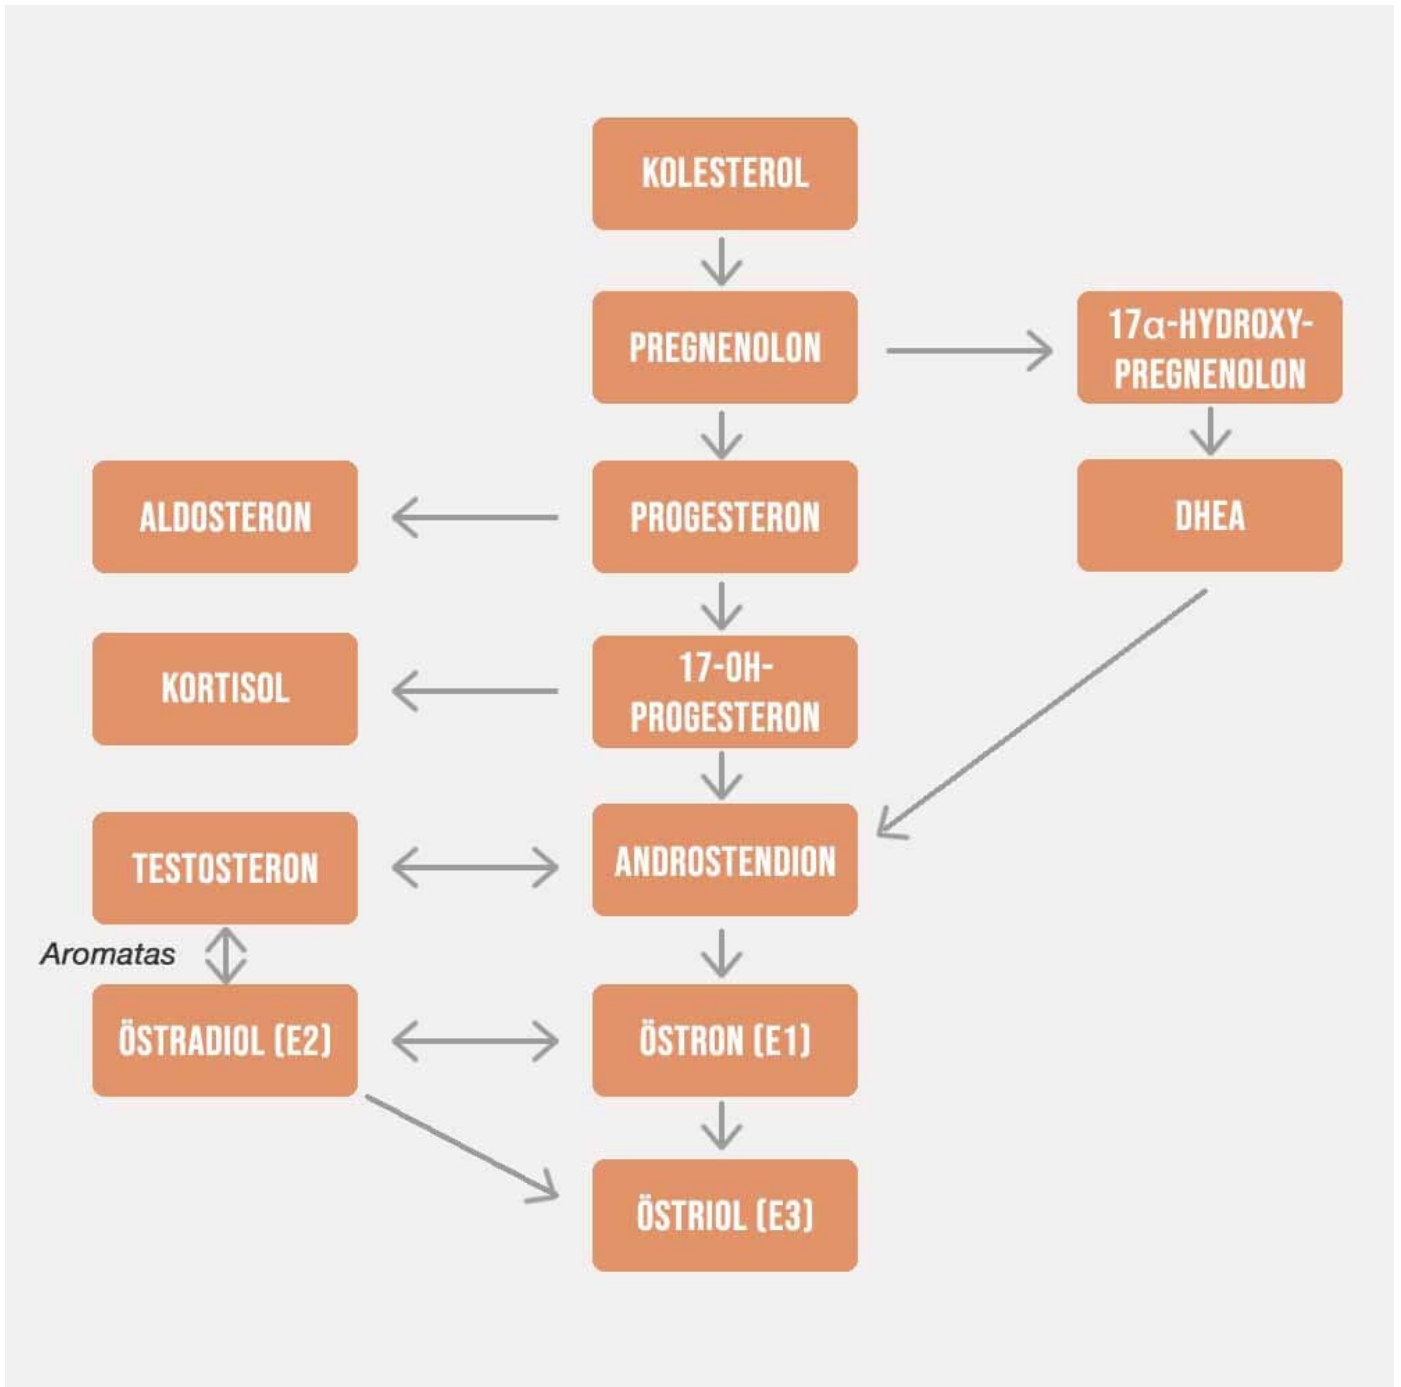 KOLESTEROL
PREGNENOLON
17α-HYDROXY-
PREGNENOLON
ALDOSTERON
PROGESTERON
DHEA
KORTISOL
17-OH-
PROGESTERON
TESTOSTERON
ANDROSTENDION
Aromatas
ÖSTRADIOL (E2)
ÖSTRON (E1)
ÖSTRIOL (E3)